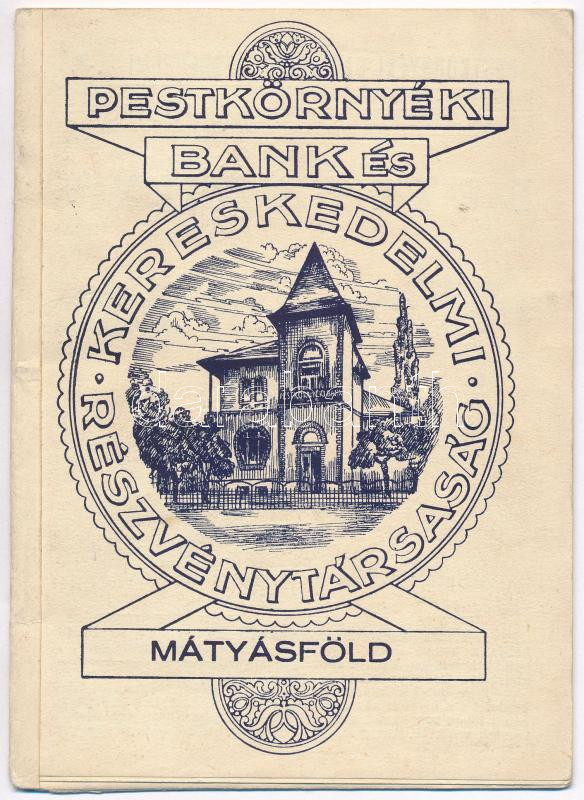 PESTKÖRNYÉKI
BANK ÉS
KERESKEDELMI
· RÉSZVÉNYTÁRSASÁG ·
MÁTYÁSFÖLD